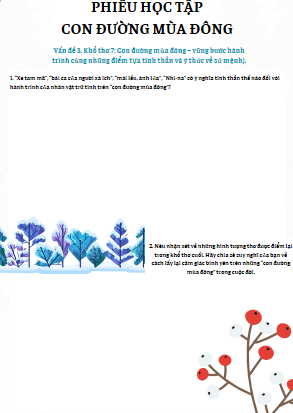 PHIẾU HỌC TẬP
CON ĐƯỜNG MÙA ĐÔNG
Vấn đề 3. Khổ thơ 7: Con đường mùa đông – vững bước hành
trình cùng những điểm tựa tinh thần và ý thức về sứ mệnh).
1. "Xe tam mã", "bài ca của người xà ích", "mái lều, ánh lửa", "Nhi-na" có ý nghĩa tinh thần thế nào đối với
hành trình của nhân vật trữ tình trên "con đường mùa đông"?
2. Nêu nhận xét về những hình tượng thơ được điểm lại
trong khổ thơ cuối. Hãy chia sẻ suy nghĩ của bạn về
cách lấy lại cảm giác bình yên trên những "con đường
mùa đông" trong cuộc đời.